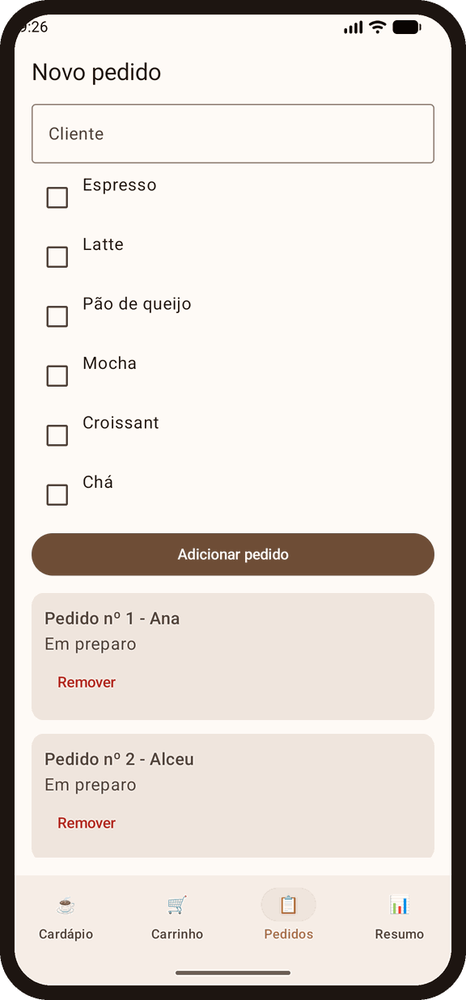 9:26
Novo pedido
Cliente
Espresso
Latte
Pão de queijo
Mocha
Croissant
Chá
Adicionar pedido
Pedido nº 1 - Ana
Em preparo
Remover
Pedido nº 2 - Alceu
Em preparo
Remover
Cardápio
Carrinho
Pedidos
Resumo